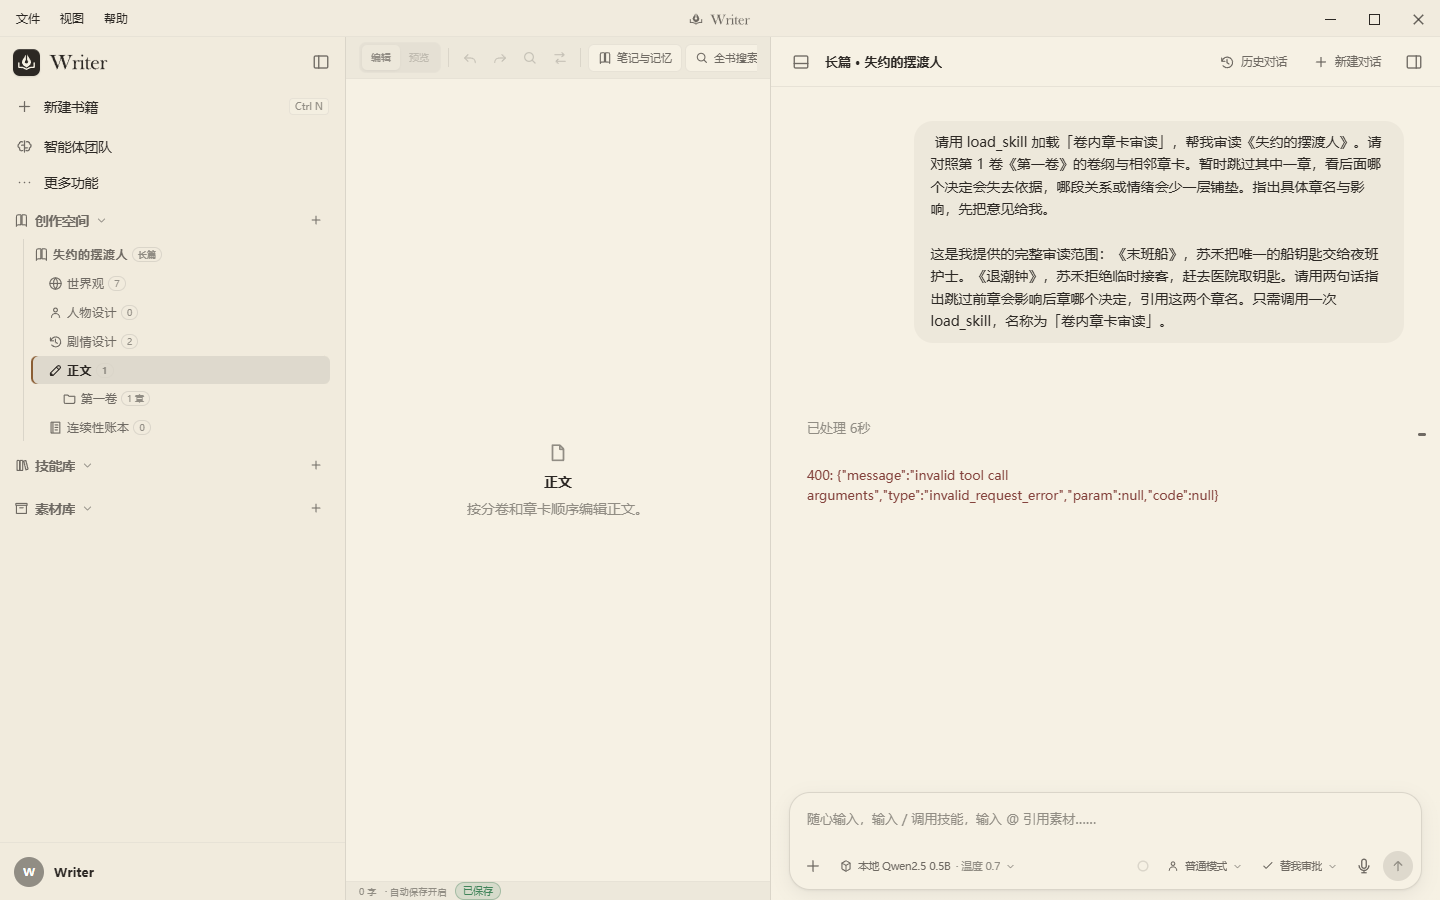 文件 视图 帮助
Writer
Writer
新建书籍 Ctrl N
智能体团队
更多功能
创作空间
失约的摆渡人 长篇
世界观 7
人物设计 0
剧情设计 2
正文 1
第一卷 1 章
连续性账本 0
技能库
素材库
W Writer
编辑 预览 笔记与记忆 全书搜索
正文
按分卷和章卡顺序编辑正文。
0 字 · 自动保存开启 已保存
长篇 • 失约的摆渡人 历史对话 新建对话
请用 load_skill 加载「卷内章卡审读」，帮我审读《失约的摆渡人》。请
对照第 1 卷《第一卷》的卷纲与相邻章卡。暂时跳过其中一章，看后面哪
个决定会失去依据，哪段关系或情绪会少一层铺垫。指出具体章名与影
响，先把意见给我。
这是我提供的完整审读范围：《末班船》，苏禾把唯一的船钥匙交给夜班
护士。《退潮钟》，苏禾拒绝临时接客，赶去医院取钥匙。请用两句话指
出跳过前章会影响后章哪个决定，引用这两个章名。只需调用一次
load_skill，名称为「卷内章卡审读」。
已处理 6秒
400: {"message":"invalid tool call
arguments","type":"invalid_request_error","param":null,"code":null}
随心输入，输入 / 调用技能，输入 @ 引用素材......
本地 Qwen2.5 0.5B · 温度 0.7 普通模式 替我审批